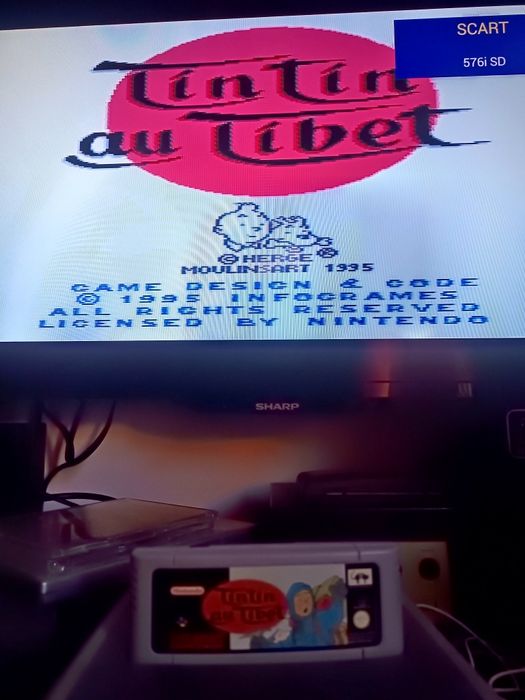 SCART
576i SD
Tintin
au Tibet
© HERGE
MOULINSART 1995
GAME DESIGN & CODE
© 1995 INFOGRAMES
ALL RIGHTS RESERVED
LICENSED BY NINTENDO
SHARP
Nintendo
Tintin
au Tibet